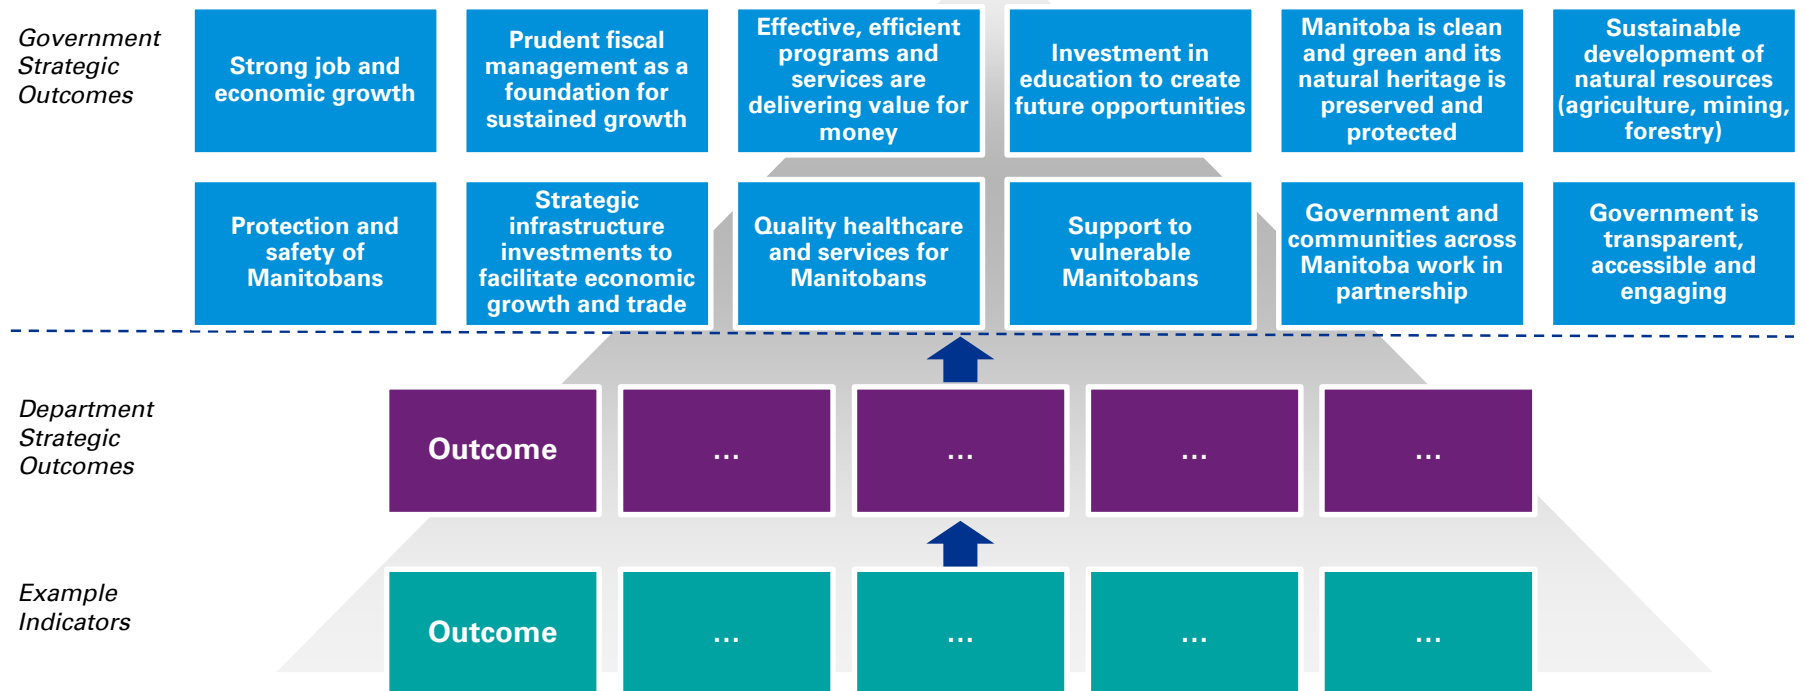 Government
Strategic
Outcomes
Strong job and
economic growth
Prudent fiscal
management as a
foundation for
sustained growth
Effective, efficient
programs and
services are
delivering value for
money
Investment in
education to create
future opportunities
Manitoba is clean
and green and its
natural heritage is
preserved and
protected
Sustainable
development of
natural resources
(agriculture, mining,
forestry)
Protection and
safety of
Manitobans
Strategic
infrastructure
investments to
facilitate economic
growth and trade
Quality healthcare
and services for
Manitobans
Support to
vulnerable
Manitobans
Government and
communities across
Manitoba work in
partnership
Government is
transparent,
accessible and
engaging
Department
Strategic
Outcomes
Outcome
...
...
...
...
Example
Indicators
Outcome
...
...
...
...